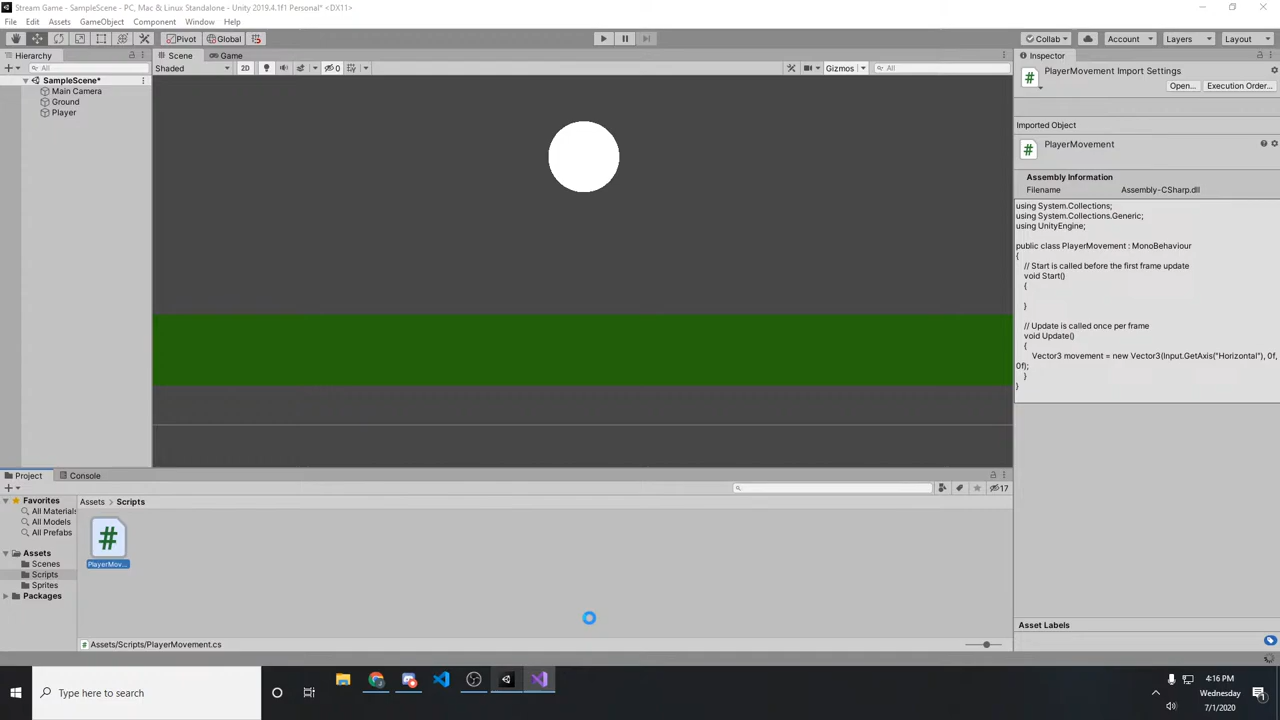 Stream Game - SampleScene - PC, Mac & Linux Standalone - Unity 2019.4.1f1 Personal* <DX11>
File Edit Assets GameObject Component Window Help
Pivot Global Collab Account Layers Layout
Hierarchy Scene Game Inspector
All Shaded 2D 0 Gizmos All
SampleScene*
Main Camera
Ground
Player
PlayerMovement Import Settings
Open... Execution Order...
Imported Object
PlayerMovement
Assembly Information
Filename Assembly-CSharp.dll
using System.Collections;
using System.Collections.Generic;
using UnityEngine;
public class PlayerMovement : MonoBehaviour
{
// Start is called before the first frame update
void Start()
{
}
// Update is called once per frame
void Update()
{
Vector3 movement = new Vector3(Input.GetAxis("Horizontal"), 0f,
0f);
}
}
Project Console
17
Favorites
All Materials
All Models
All Prefabs
Assets
Scenes
Scripts
Sprites
Packages
Assets > Scripts
PlayerMov...
Assets/Scripts/PlayerMovement.cs
Asset Labels
Type here to search
4:16 PM
Wednesday
7/1/2020
1